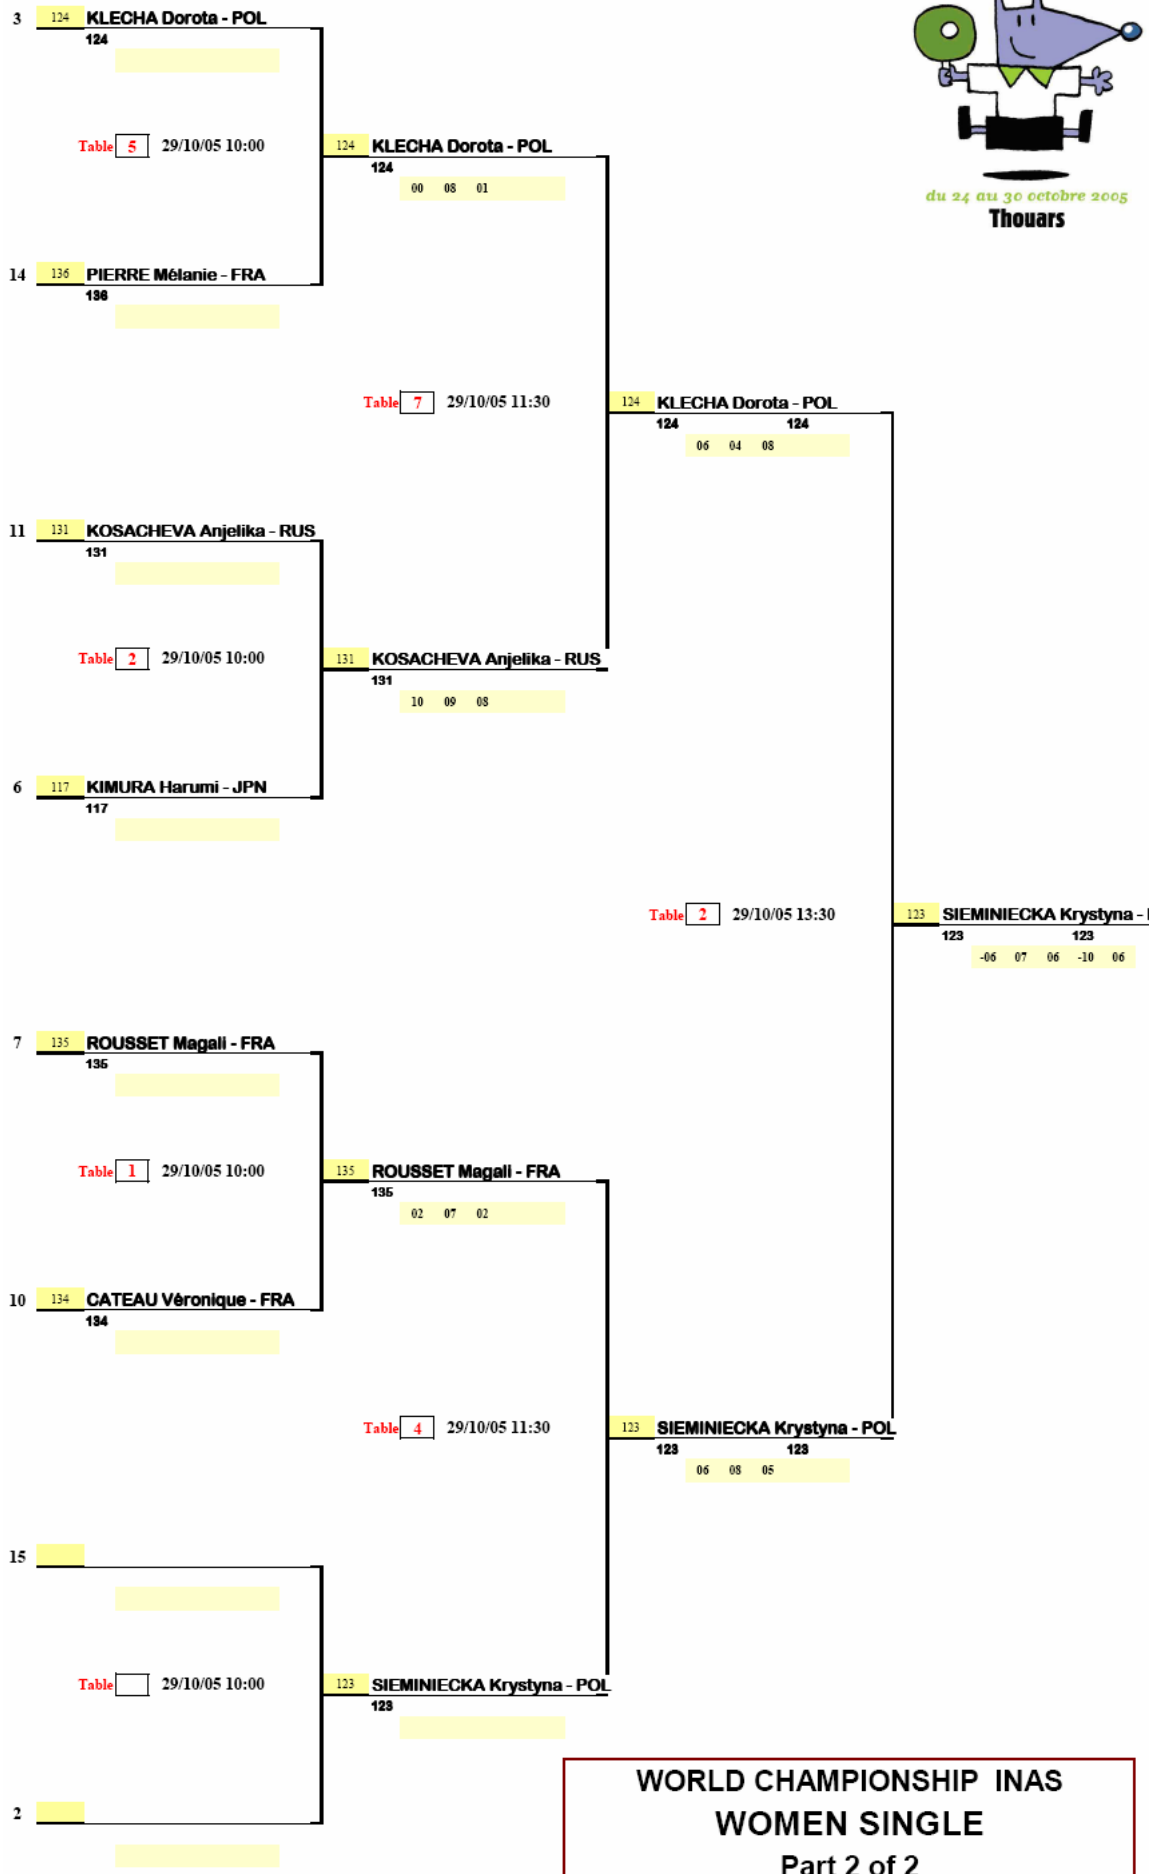 3 124 KLECHA Dorota - POL
124
Table 5 29/10/05 10:00
124 KLECHA Dorota - POL
124
00 08 01
du 24 au 30 octobre 2005
Thouars
14 136 PIERRE Mélanie - FRA
136
Table 7 29/10/05 11:30
124 KLECHA Dorota - POL
124 124
06 04 08
11 131 KOSACHEVA Anjelika - RUS
131
Table 2 29/10/05 10:00
131 KOSACHEVA Anjelika - RUS
131
10 09 08
6 117 KIMURA Harumi - JPN
117
Table 2 29/10/05 13:30
123 SIEMINIECKA Krystyna -
123 123
-06 07 06 -10 06
7 135 ROUSSET Magali - FRA
135
Table 1 29/10/05 10:00
135 ROUSSET Magali - FRA
135
02 07 02
10 134 CATEAU Véronique - FRA
134
Table 4 29/10/05 11:30
123 SIEMINIECKA Krystyna - POL
123 123
06 08 05
15
Table 29/10/05 10:00
123 SIEMINIECKA Krystyna - POL
123
2
WORLD CHAMPIONSHIP INAS
WOMEN SINGLE
Part 2 of 2